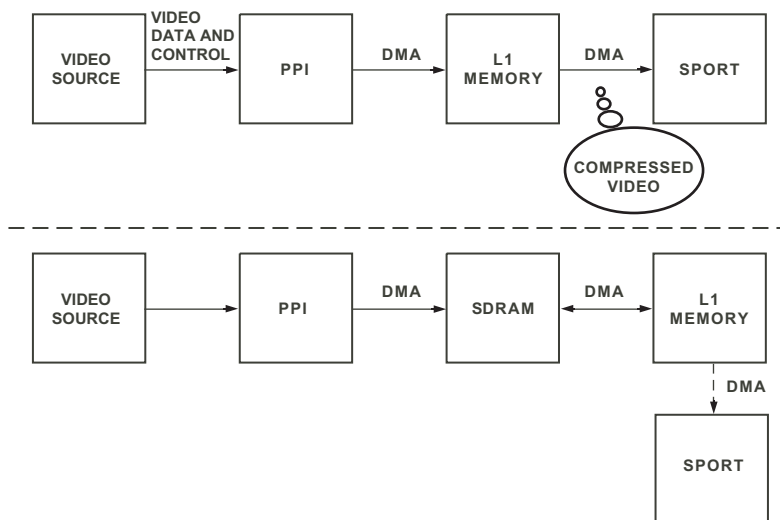 VIDEO
SOURCE
VIDEO
DATA AND
CONTROL
PPI
DMA
L1
MEMORY
DMA
SPORT
COMPRESSED
VIDEO
VIDEO
SOURCE
PPI
DMA
SDRAM
DMA
L1
MEMORY
DMA
SPORT